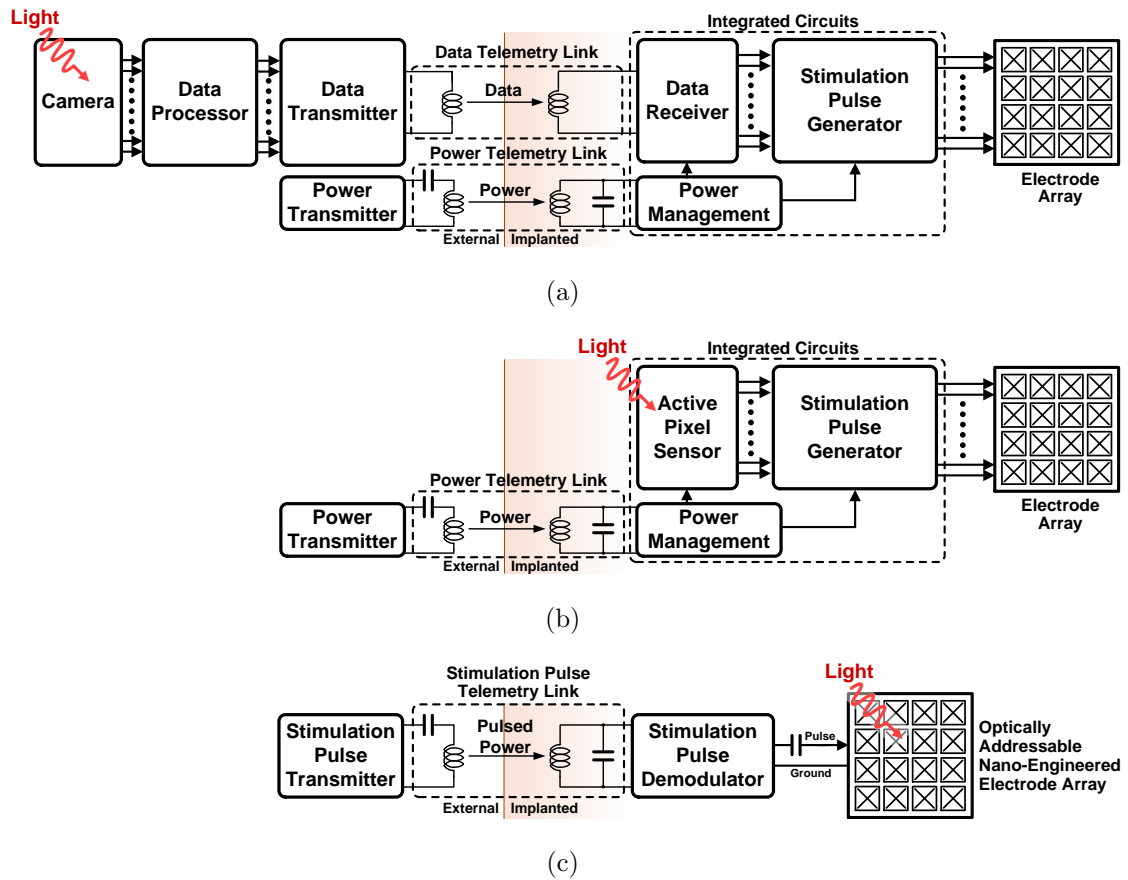 Light
Integrated Circuits
Camera
Data
Processor
Data
Transmitter
Data Telemetry Link
Data
Data
Receiver
Stimulation
Pulse
Generator
Power Telemetry Link
Power
Transmitter
Power
Power
Management
Electrode
Array
External
Implanted
(a)
Light
Integrated Circuits
Active
Pixel
Sensor
Stimulation
Pulse
Generator
Power Telemetry Link
Power
Transmitter
Power
Power
Management
Electrode
Array
External
Implanted
(b)
Stimulation Pulse
Telemetry Link
Light
Stimulation
Pulse
Transmitter
Pulsed
Power
Stimulation
Pulse
Demodulator
Pulse
Ground
Optically
Addressable
Nano-Engineered
Electrode Array
External
Implanted
(c)